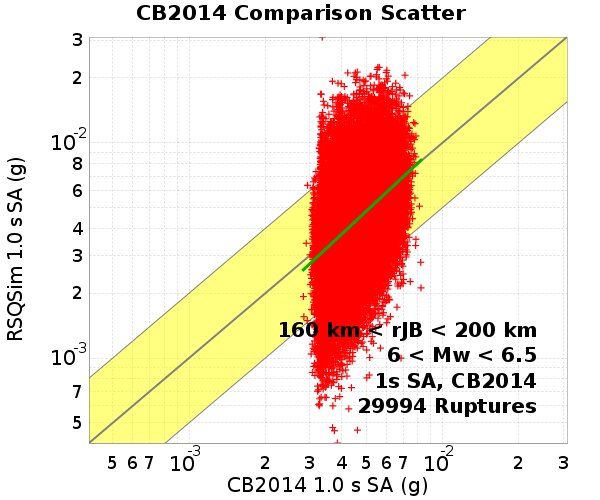 CB2014 Comparison Scatter
RSQSim 1.0 s SA (g)
3
2
10-2
8
6
4
3
2
10-3
7
5
160 km < rJB < 200 km
6 < Mw < 6.5
1s SA, CB2014
29994 Ruptures
5 6 7 10-3 2 3 4 5 6 7 10-2 2 3
CB2014 1.0 s SA (g)